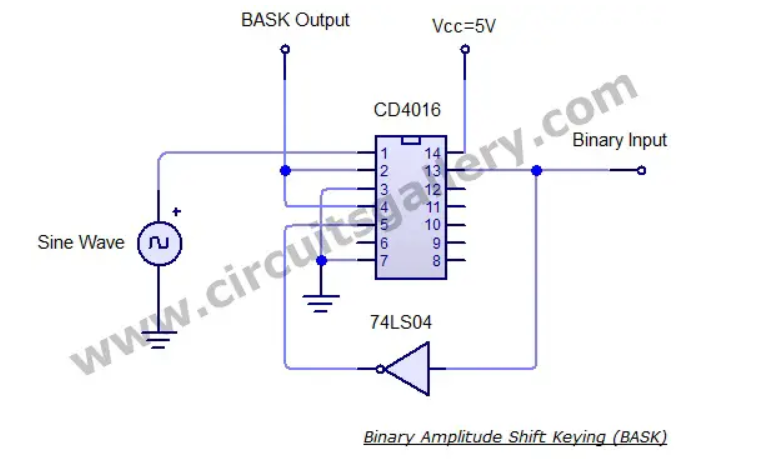 BASK Output
Vcc=5V
CD4016
Binary Input
1 14
2 13
3 12
4 11
5 10
6 9
7 8
+
Sine Wave
74LS04
www.circuitsgallery.com
Binary Amplitude Shift Keying (BASK)